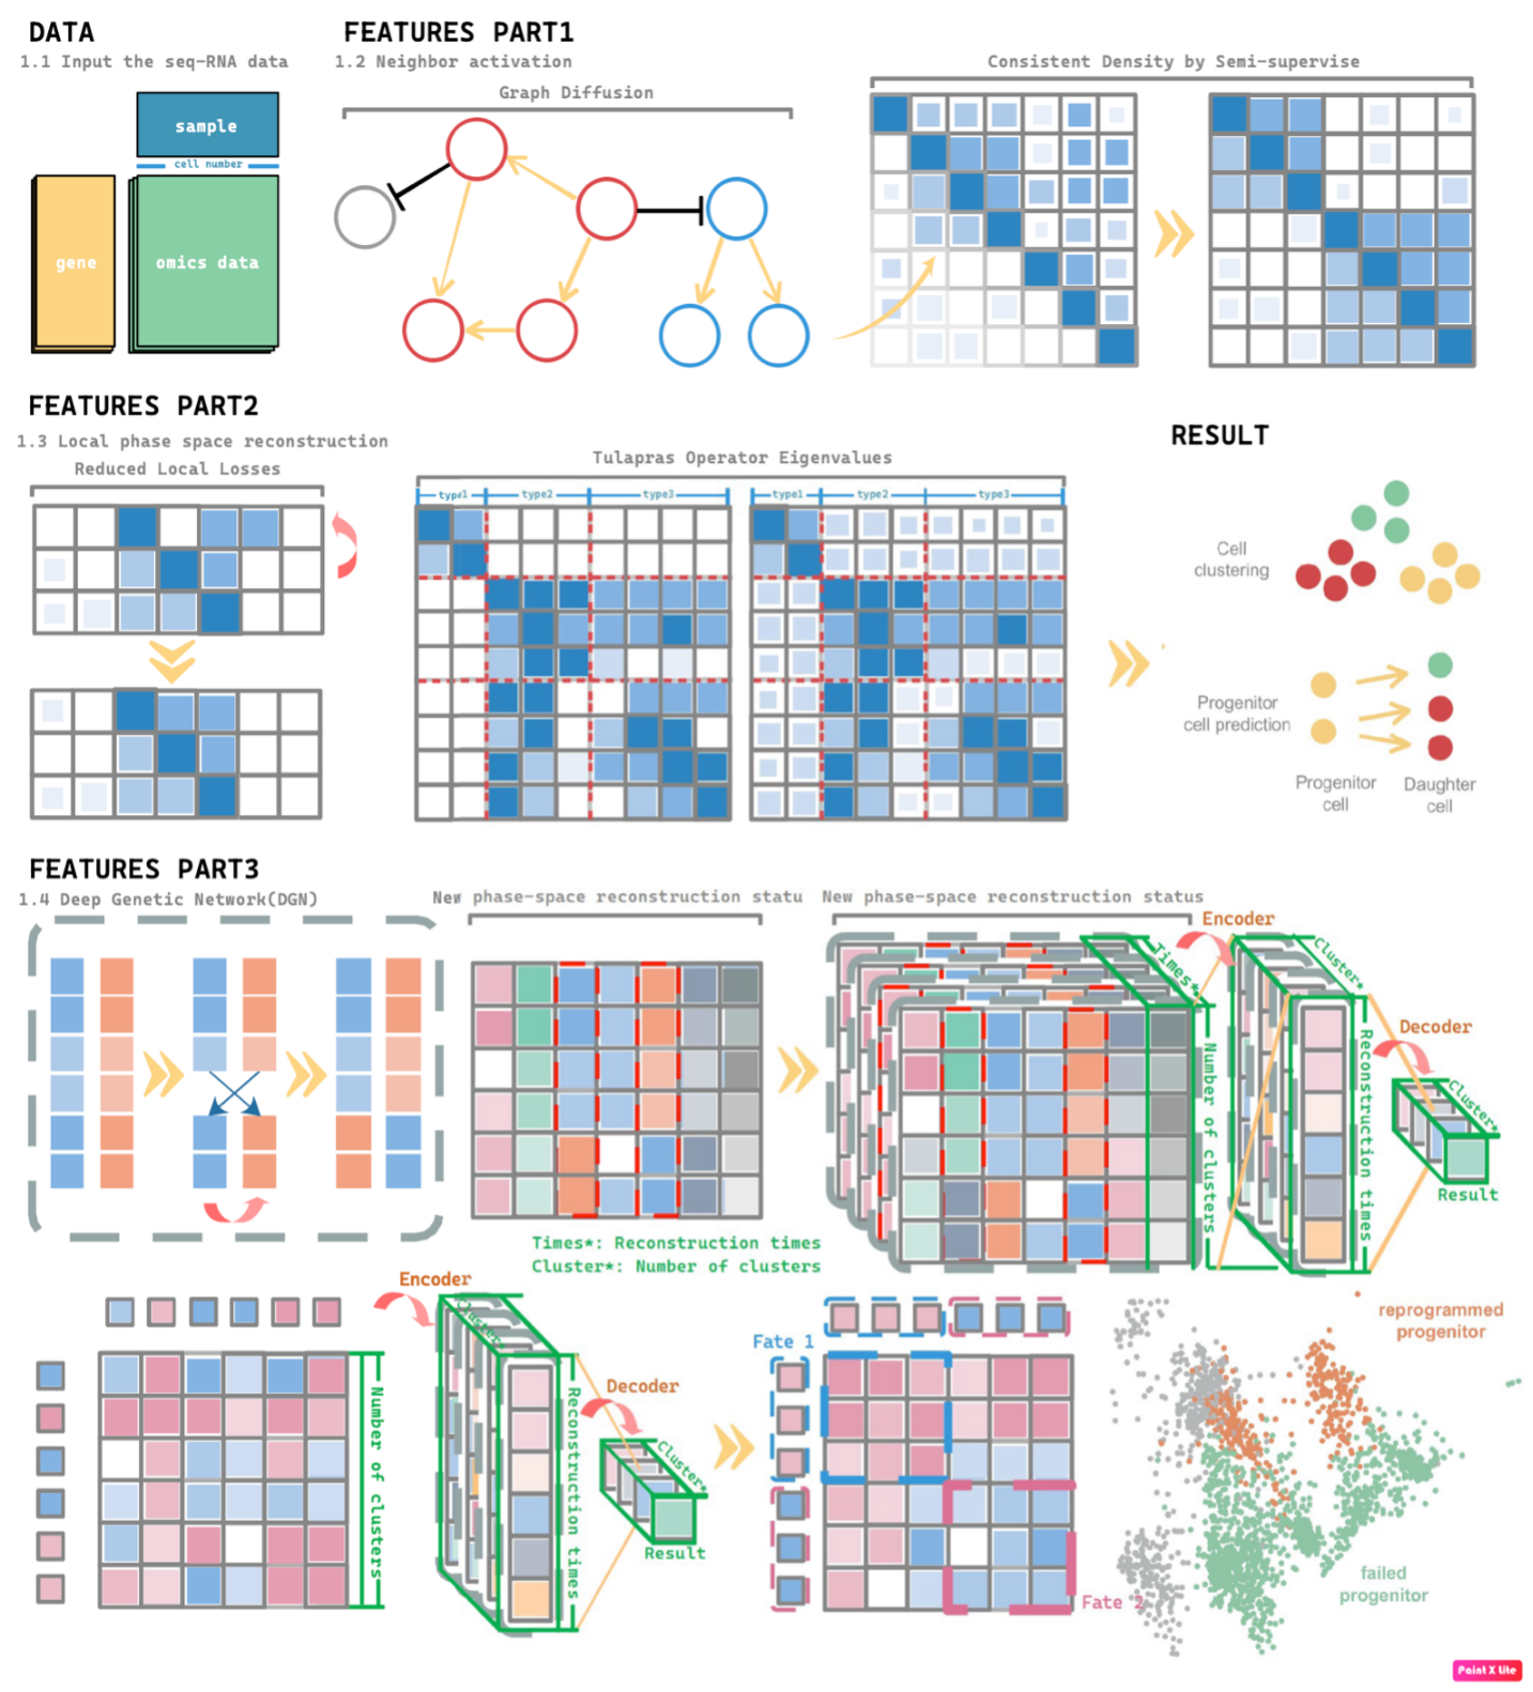 DATA
1.1 Input the seq-RNA data
sample
cell number
gene
omics data
FEATURES PART1
1.2 Neighbor activation
Graph Diffusion
Consistent Density by Semi-supervise
FEATURES PART2
1.3 Local phase space reconstruction
Reduced Local Losses
Tulapras Operator Eigenvalues
type1
type2
type3
type1
type2
type3
RESULT
Cell
clustering
Progenitor
cell prediction
Progenitor
cell
Daughter
cell
FEATURES PART3
1.4 Deep Genetic Network(DGN)
New phase-space reconstruction statu
New phase-space reconstruction status
Times*
Number of clusters
Encoder
Cluster*
Reconstruction times
Decoder
Cluster*
Result
Times*: Reconstruction times
Cluster*: Number of clusters
Number of clusters
Encoder
Cluster
Reconstruction times
Decoder
Cluster*
Result
Fate 1
Fate 2
reprogrammed
progenitor
failed
progenitor
Paint X Lite